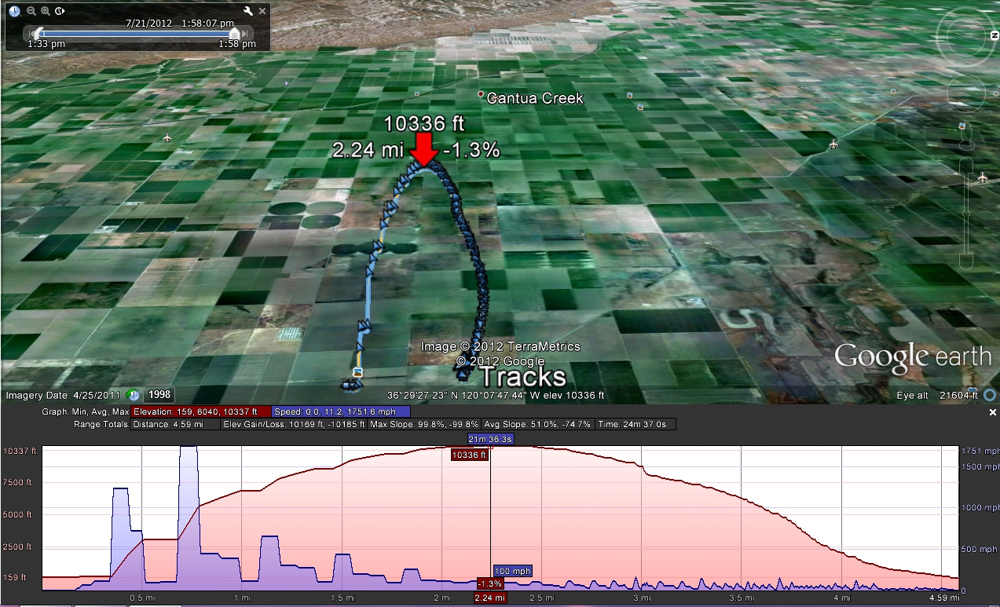 7/21/2012 1:58:07 pm
1:33 pm 1:58 pm
N
Cantua Creek
10336 ft
2.24 mi -1.3%
Image © 2012 TerraMetrics
© 2012 Google
Tracks
Google earth
Imagery Date: 4/25/2011 1998 36°29'27.23" N 120°07'47.44" W elev 10336 ft Eye alt 21604 ft
Graph: Min, Avg, Max Elevation: 159, 6040, 10337 ft Speed: 0.0, 11.2, 1751.6 mph
Range Totals: Distance: 4.59 mi Elev Gain/Loss: 10169 ft, -10185 ft Max Slope: 99.8%, -99.8% Avg Slope: 51.0%, -74.7% Time: 24m 37.0s
21m 36.3s
10337 ft 10336 ft 1751 mph
1500 mph
7500 ft
5000 ft 1000 mph
2500 ft 500 mph
100 mph
159 ft -1.3% 0
0.5 mi 1 mi 1.5 mi 2 mi 2.24 mi 2.5 mi 3 mi 3.5 mi 4 mi 4.59 mi